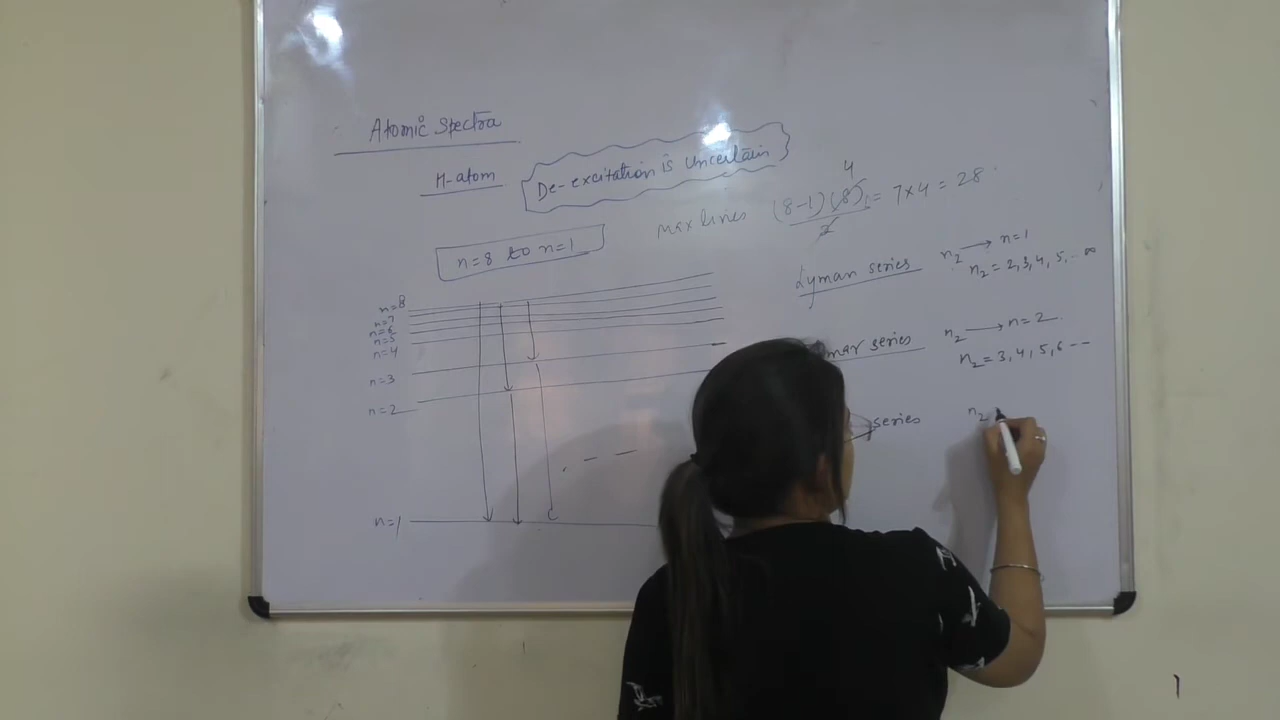 Atomic Spectra
H-atom
De-excitation is Uncertain
n=8 to n=1
max lines (8-1)(8)/2 = 7×4 = 28
4
n=8
n=7
n=6
n=5
n=4
n=3
n=2
n=1
Lyman series n₂ → n=1
n₂ = 2,3,4,5,-- ∞
series n₂ → n=2
n₂ = 3,4,5,6 --
series n₂